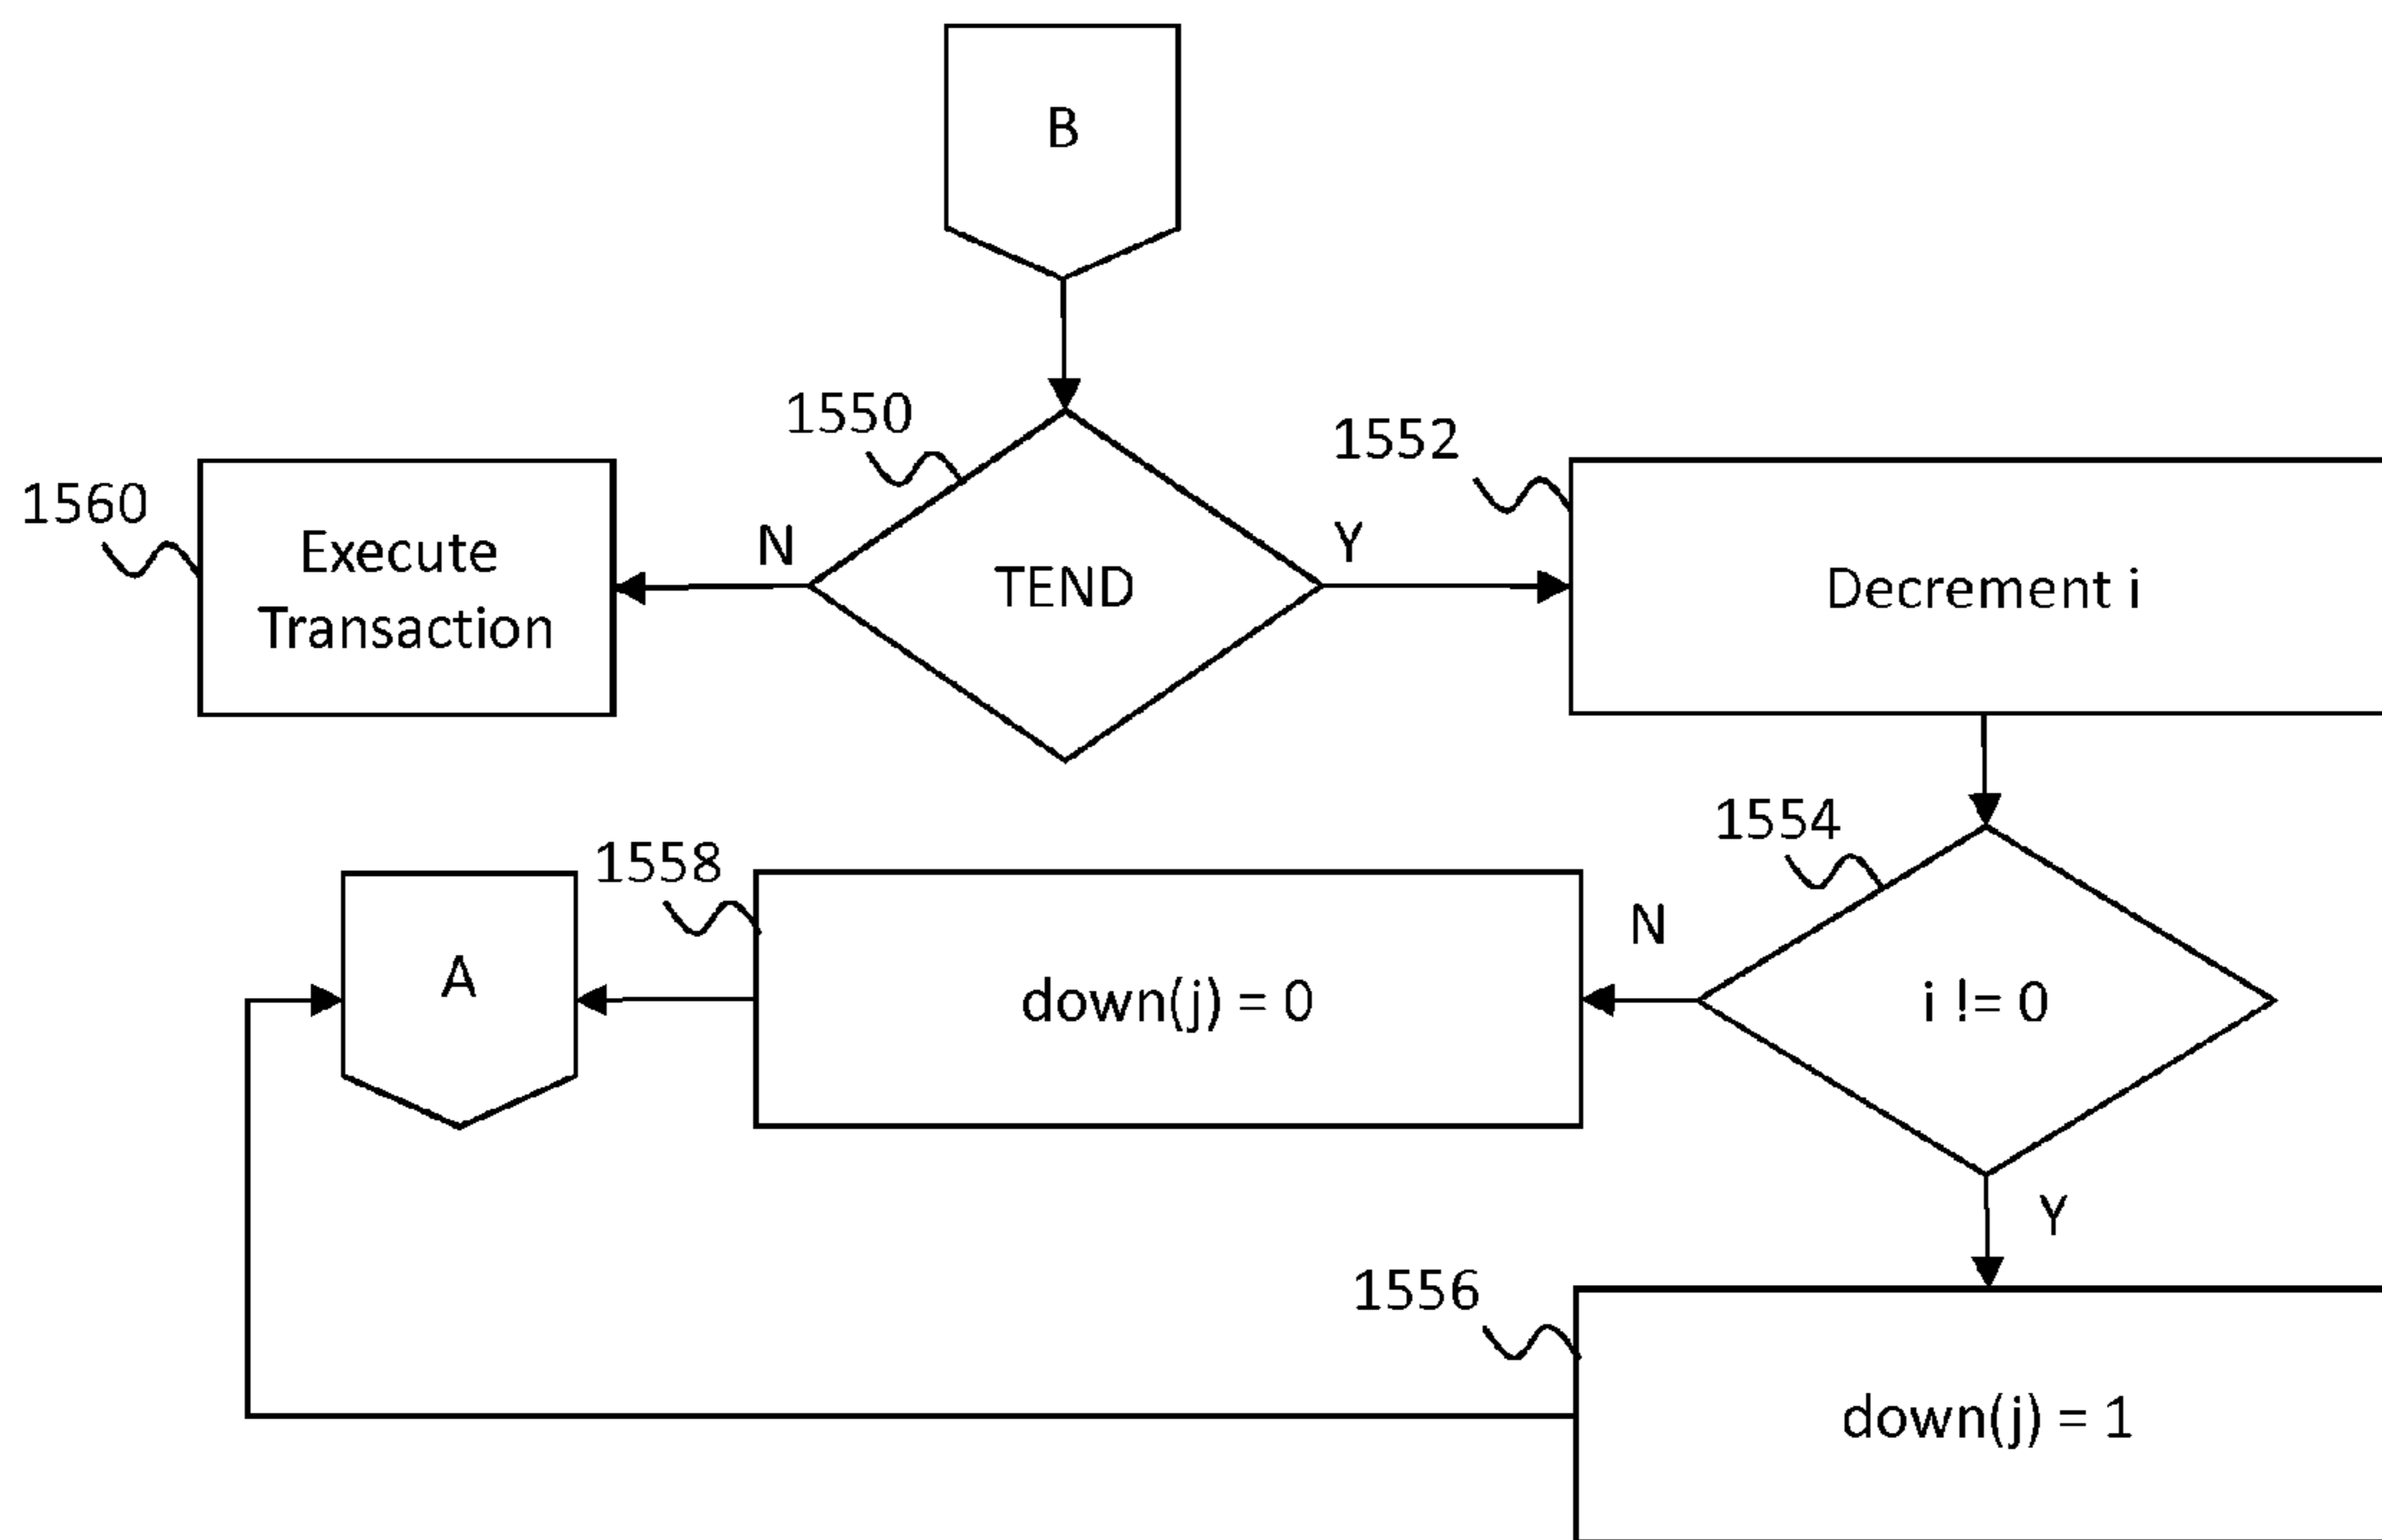 B
1550
1552
1560
Execute
Transaction
N
TEND
Y
Decrement i
1554
1558
A
down(j) = 0
N
i != 0
Y
1556
down(j) = 1